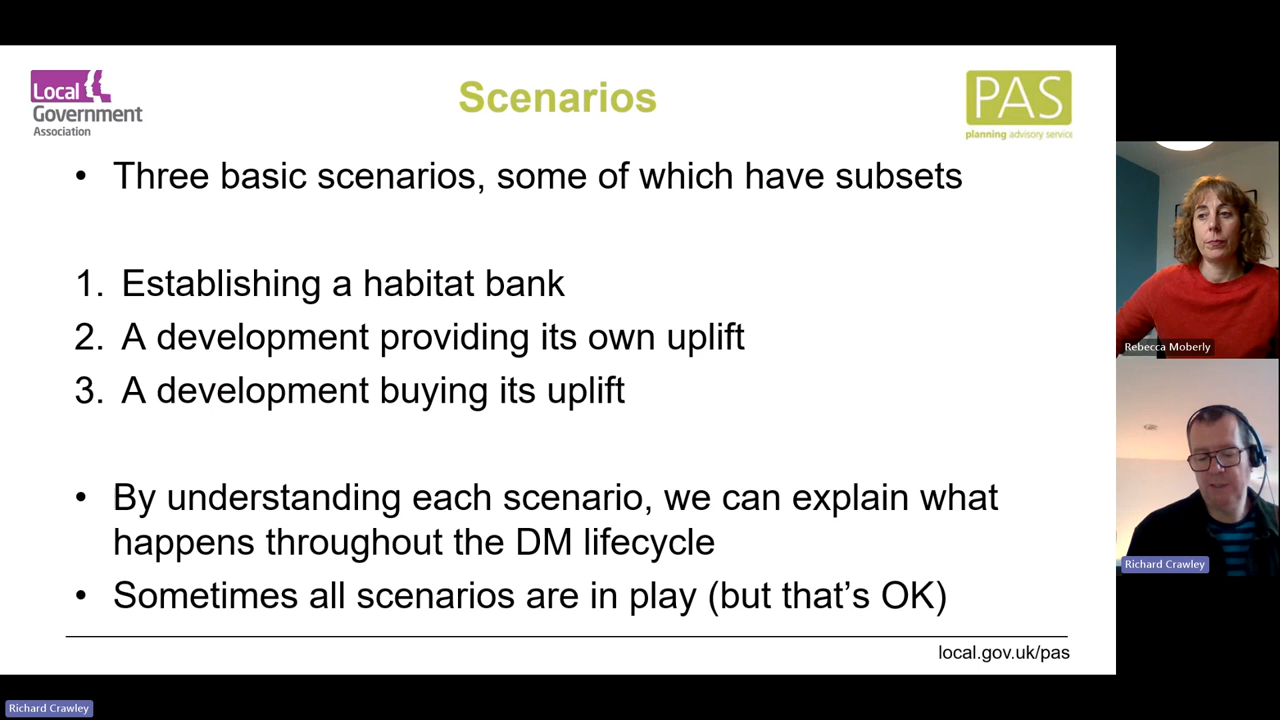 Local
Government
Association
Scenarios
PAS
planning advisory service
• Three basic scenarios, some of which have subsets
1. Establishing a habitat bank
2. A development providing its own uplift
3. A development buying its uplift
• By understanding each scenario, we can explain what
happens throughout the DM lifecycle
• Sometimes all scenarios are in play (but that’s OK)
local.gov.uk/pas
Rebecca Moberly
Richard Crawley
Richard Crawley